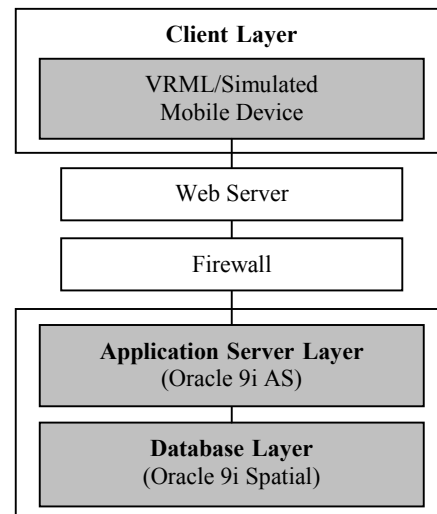 Client Layer
VRML/Simulated
Mobile Device
Web Server
Firewall
Application Server Layer
(Oracle 9i AS)
Database Layer
(Oracle 9i Spatial)